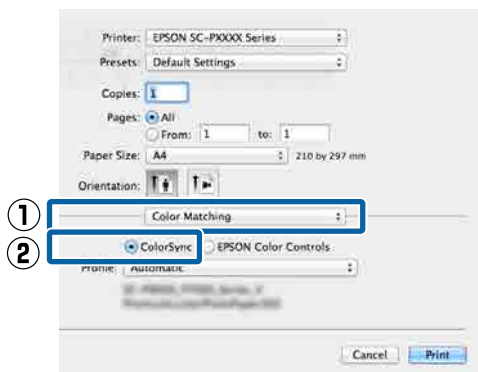 Printer: EPSON SC-PXXXX Series
Presets: Default Settings
Copies: 1
Pages: All
From: 1 to: 1
Paper Size: A4 210 by 297 mm
Orientation:
① Color Matching
② ColorSync EPSON Color Controls
Profile: Automatic
Cancel Print